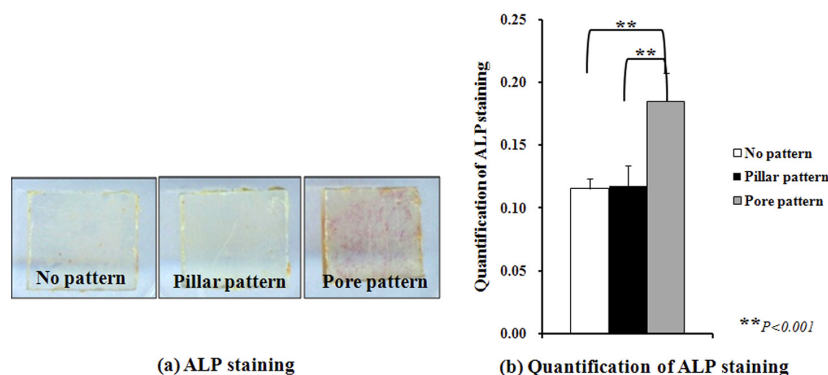 No pattern
Pillar pattern
Pore pattern
(a) ALP staining
Quantification of ALP staining
0.25
0.20
0.15
0.10
0.05
0.00
**
**
No pattern
Pillar pattern
Pore pattern
**P<0.001
(b) Quantification of ALP staining